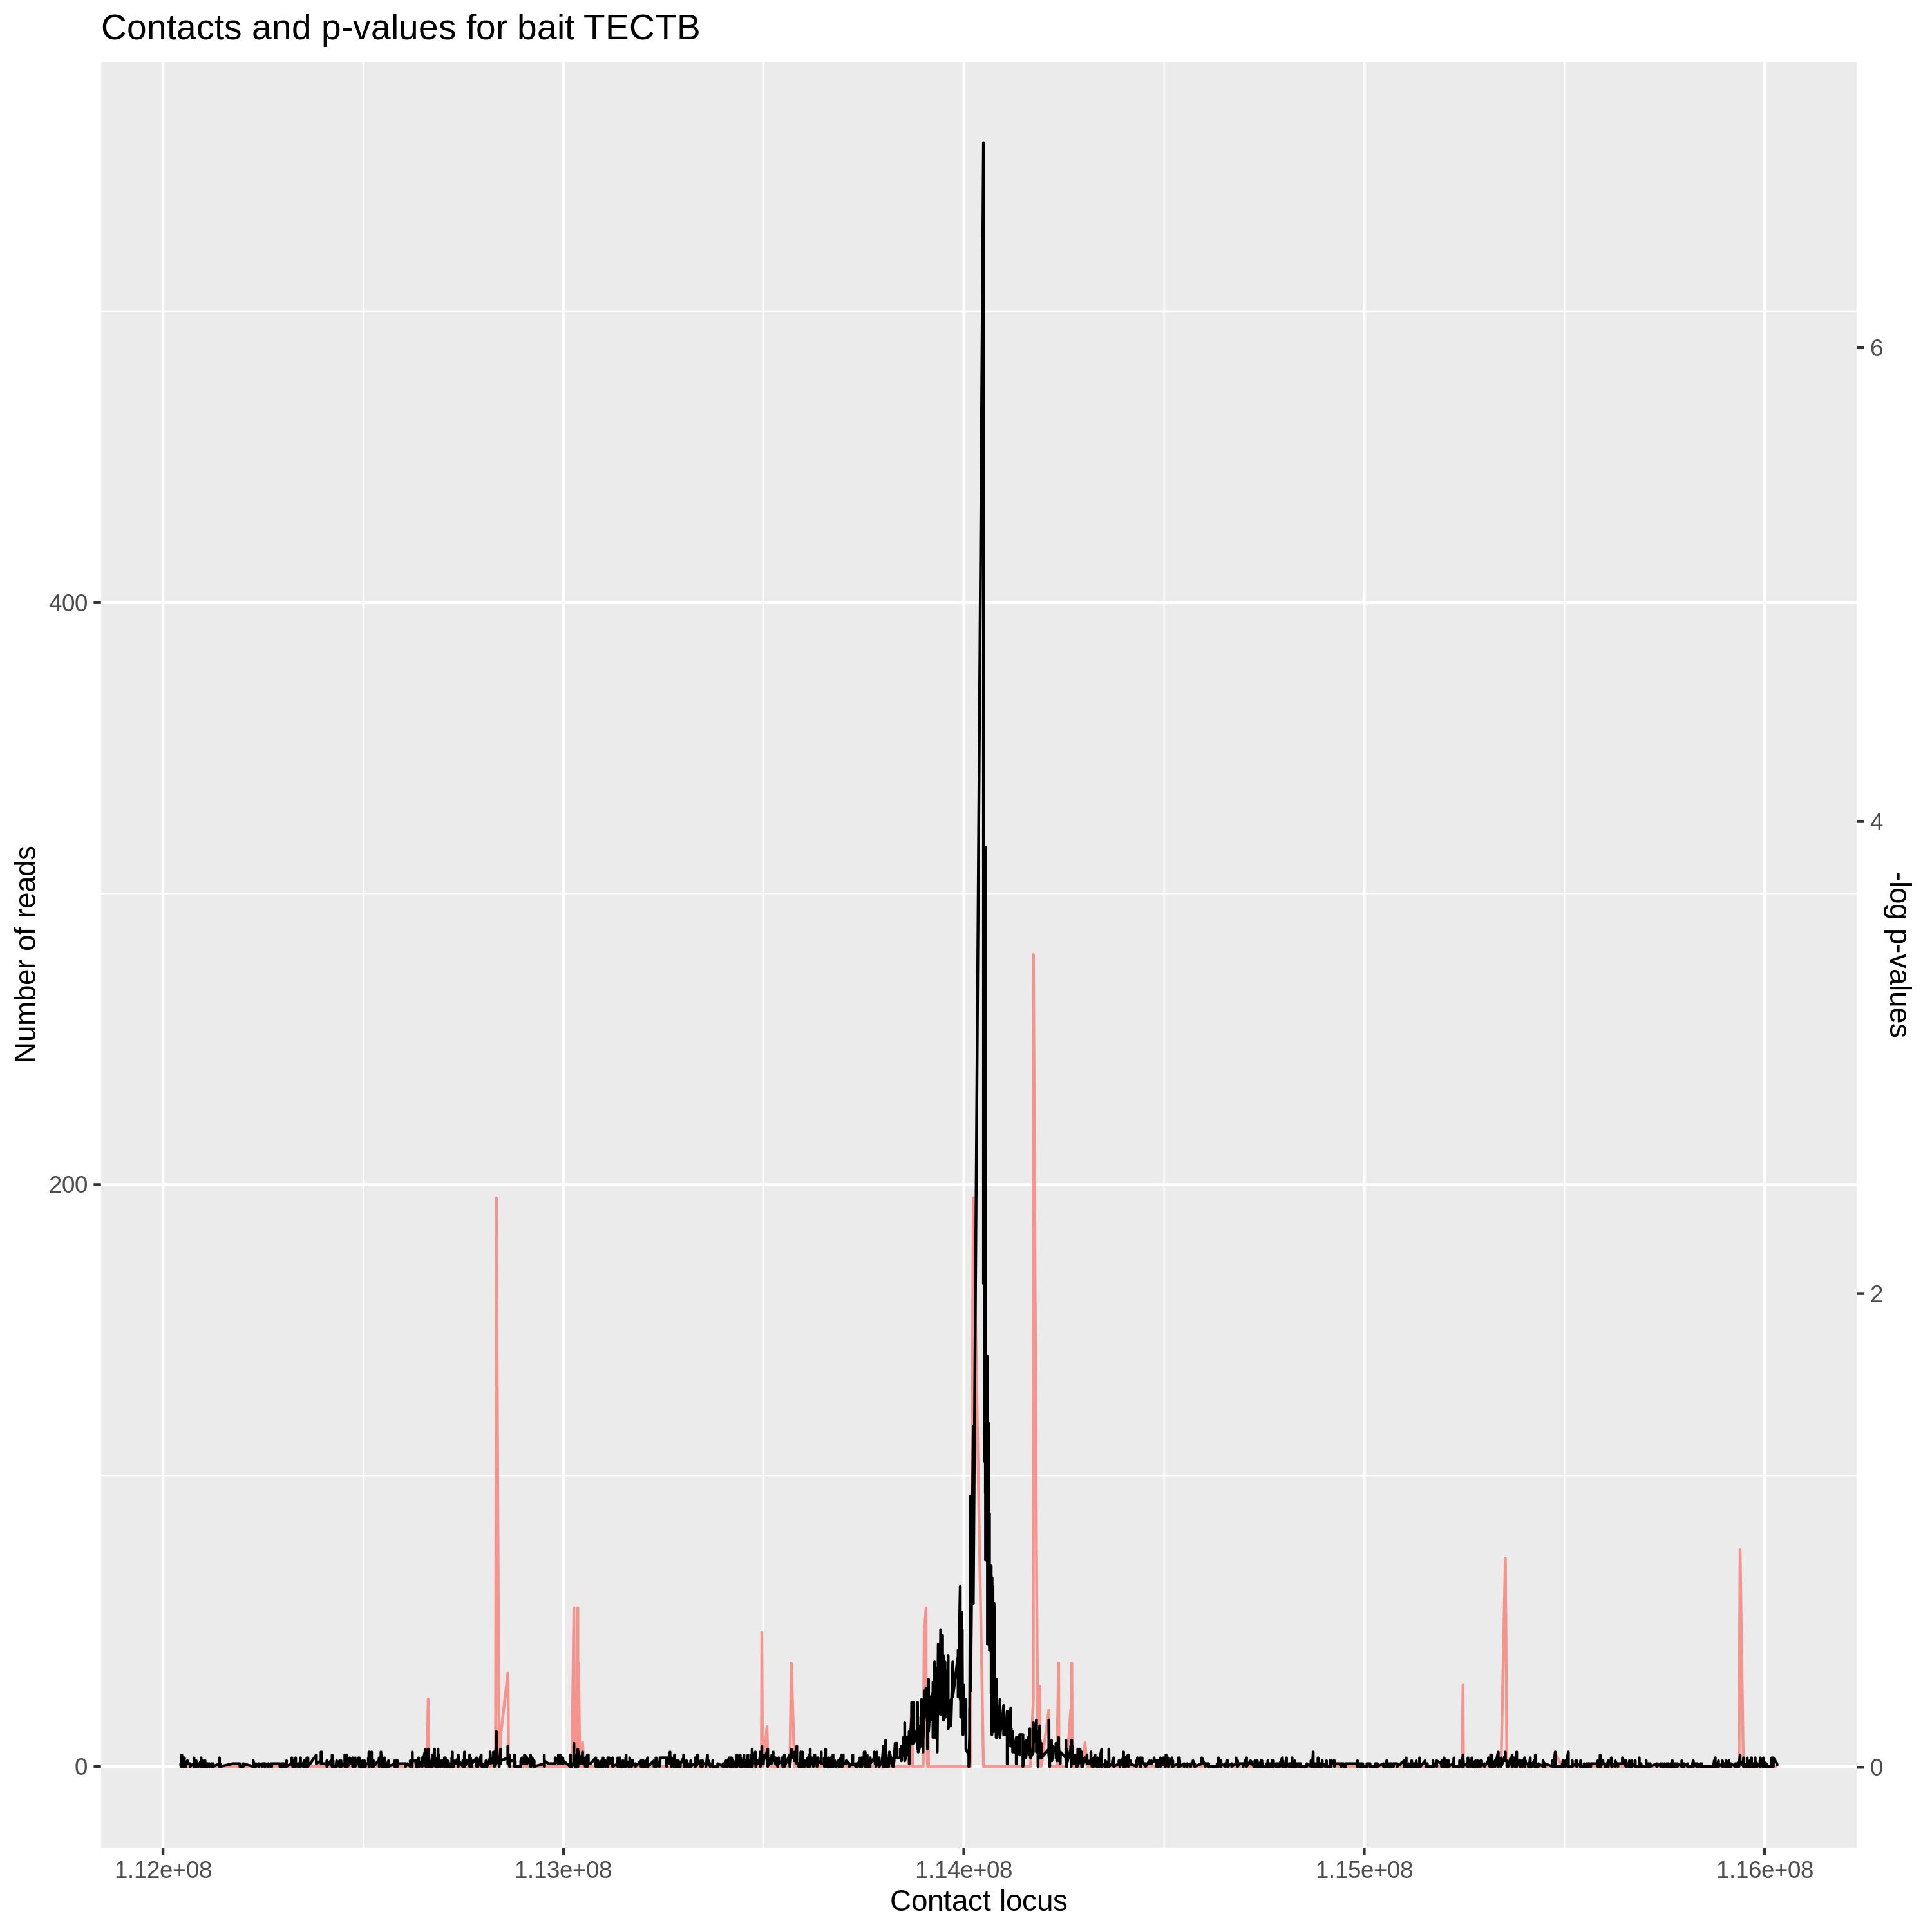 Contacts and p-values for bait TECTB
Number of reads
400
200
0
6
4
2
0
-log p-values
1.12e+08
1.13e+08
1.14e+08
1.15e+08
1.16e+08
Contact locus